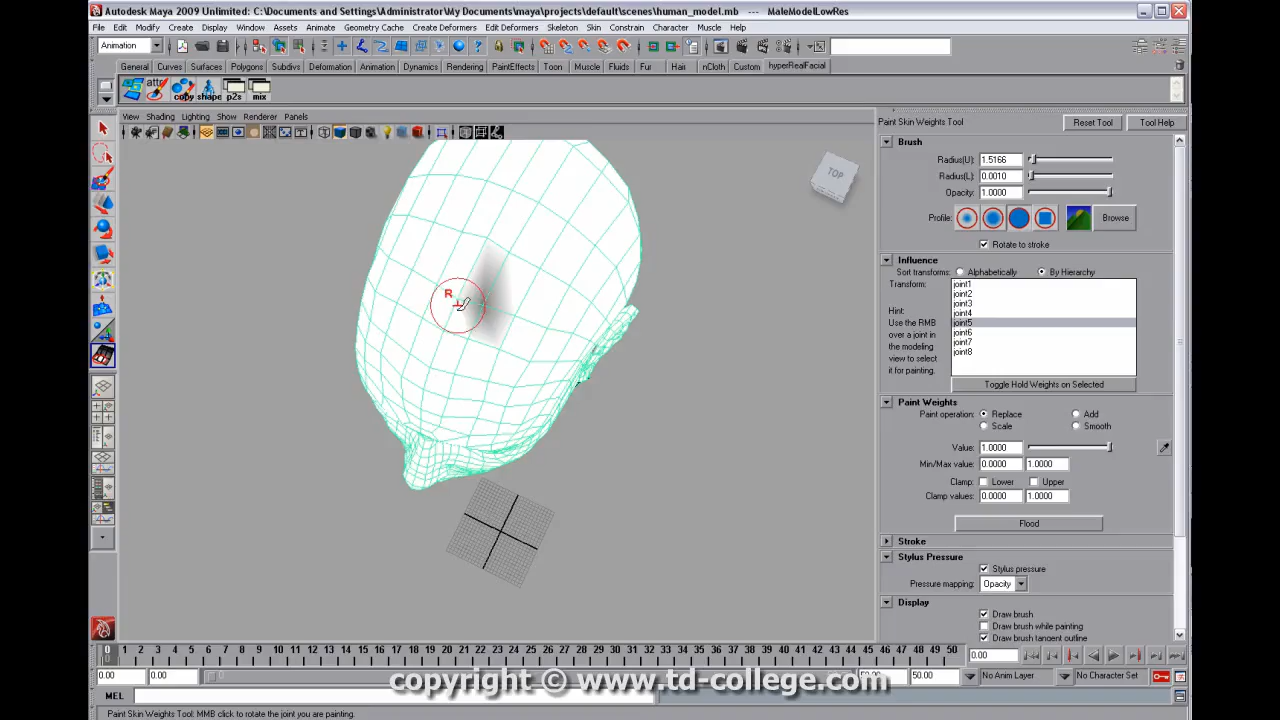 Autodesk Maya 2009 Unlimited: C:\Documents and Settings\Administrator\My Documents\maya\projects\default\scenes\human_model.mb --- MaleModelLowRes
File Edit Modify Create Display Window Assets Animate Geometry Cache Create Deformers Edit Deformers Skeleton Skin Constrain Character Muscle Help
Animation
General Curves Surfaces Polygons Subdivs Deformation Animation Dynamics Rendering PaintEffects Toon Muscle Fluids Fur Hair nCloth Custom hyperRealFacial
attr
copy shape p2s mix
View Shading Lighting Show Renderer Panels
TOP
R
Paint Skin Weights Tool Reset Tool Tool Help
Brush
Radius(U): 1.5166
Radius(L): 0.0010
Opacity: 1.0000
Profile: Browse
Rotate to stroke
Influence
Sort transforms: Alphabetically By Hierarchy
Transform: joint1
joint2
joint3
Hint: joint4
Use the RMB joint5
over a joint in joint6
the modeling joint7
view to select joint8
it for painting.
Toggle Hold Weights on Selected
Paint Weights
Paint operation: Replace Add
Scale Smooth
Value: 1.0000
Min/Max value: 0.0000 1.0000
Clamp: Lower Upper
Clamp values: 0.0000 1.0000
Flood
Stroke
Stylus Pressure
Stylus pressure
Pressure mapping: Opacity
Display
Draw brush
Draw brush while painting
Draw brush tangent outline
0 1 2 3 4 5 6 7 8 9 10 11 12 13 14 15 16 17 18 19 20 21 22 23 24 25 26 27 28 29 30 31 32 33 34 35 36 37 38 39 40 41 42 43 44 45 46 47 48 49 50 0.00
0.00 0.00 50.00 No Anim Layer No Character Set
copyright © www.td-college.com
MEL
Paint Skin Weights Tool: MMB click to rotate the joint you are painting.